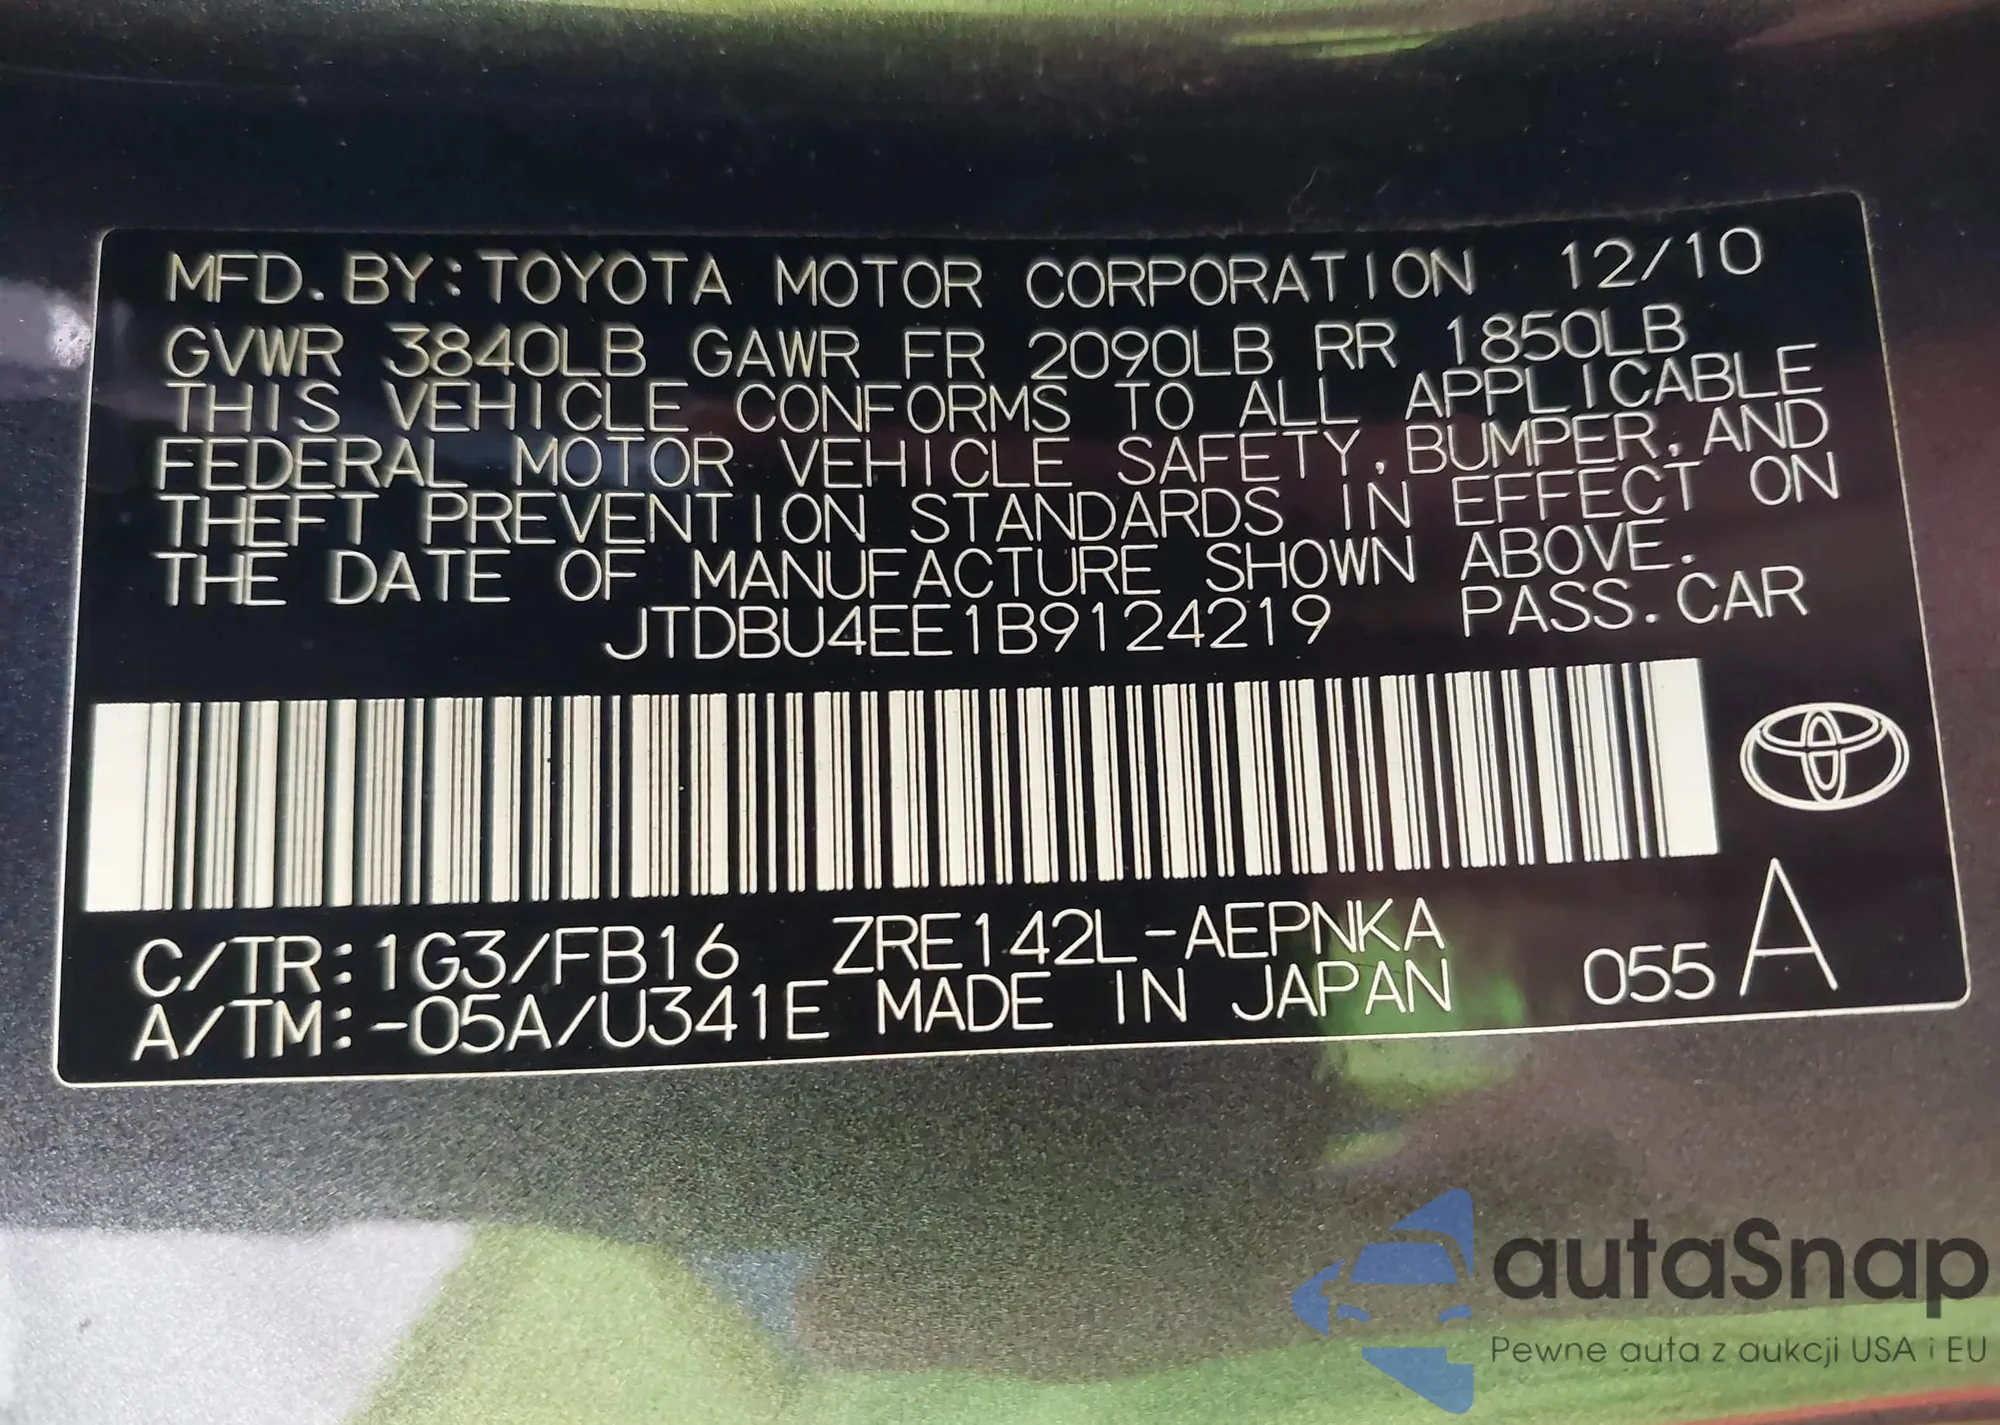 MFD. BY: TOYOTA MOTOR CORPORATION 12/10
GVWR 3840LB GAWR FR 2090LB RR 1850LB
THIS VEHICLE CONFORMS TO ALL APPLICABLE
FEDERAL MOTOR VEHICLE SAFETY, BUMPER, AND
THEFT PREVENTION STANDARDS IN EFFECT ON
THE DATE OF MANUFACTURE SHOWN ABOVE.
JTDBU4EE1B9124219 PASS. CAR
C/TR: 1G3/FB16 ZRE142L-AEPNKA
A/TM: -05A/U341E MADE IN JAPAN 055 A
autaSnap
Pewne auta z aukcji USA i EU